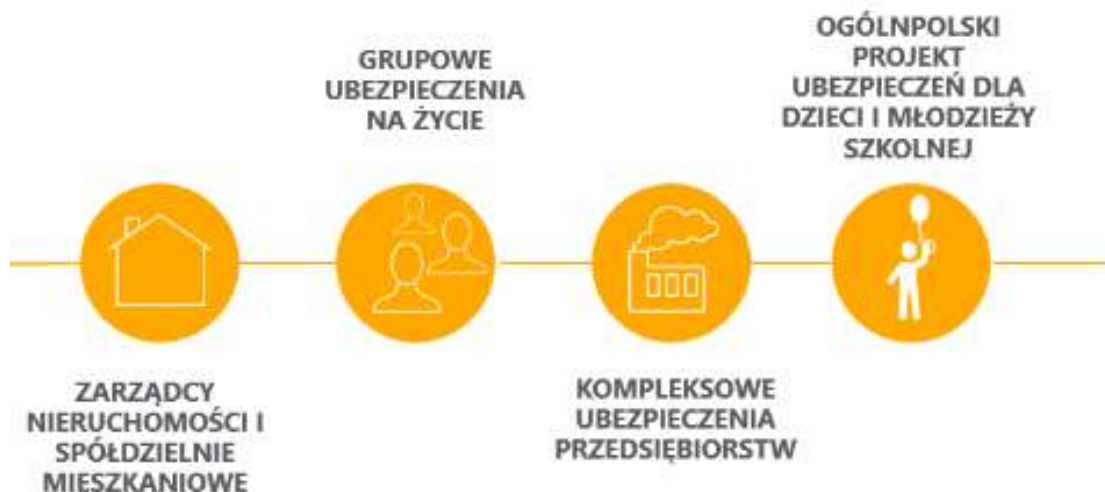 ZARZĄDCY
NIERUCHOMOŚCI I
SPÓŁDZIELNIE
MIESZKANIOWE
GRUPOWE
UBEZPIECZENIA
NA ŻYCIE
KOMPLEKSOWE
UBEZPIECZENIA
PRZEDSIĘBIORSTW
OGÓLNPOLSKI
PROJEKT
UBEZPIECZEŃ DLA
DZIECI I MŁODZIEŻY
SZKOLNEJ